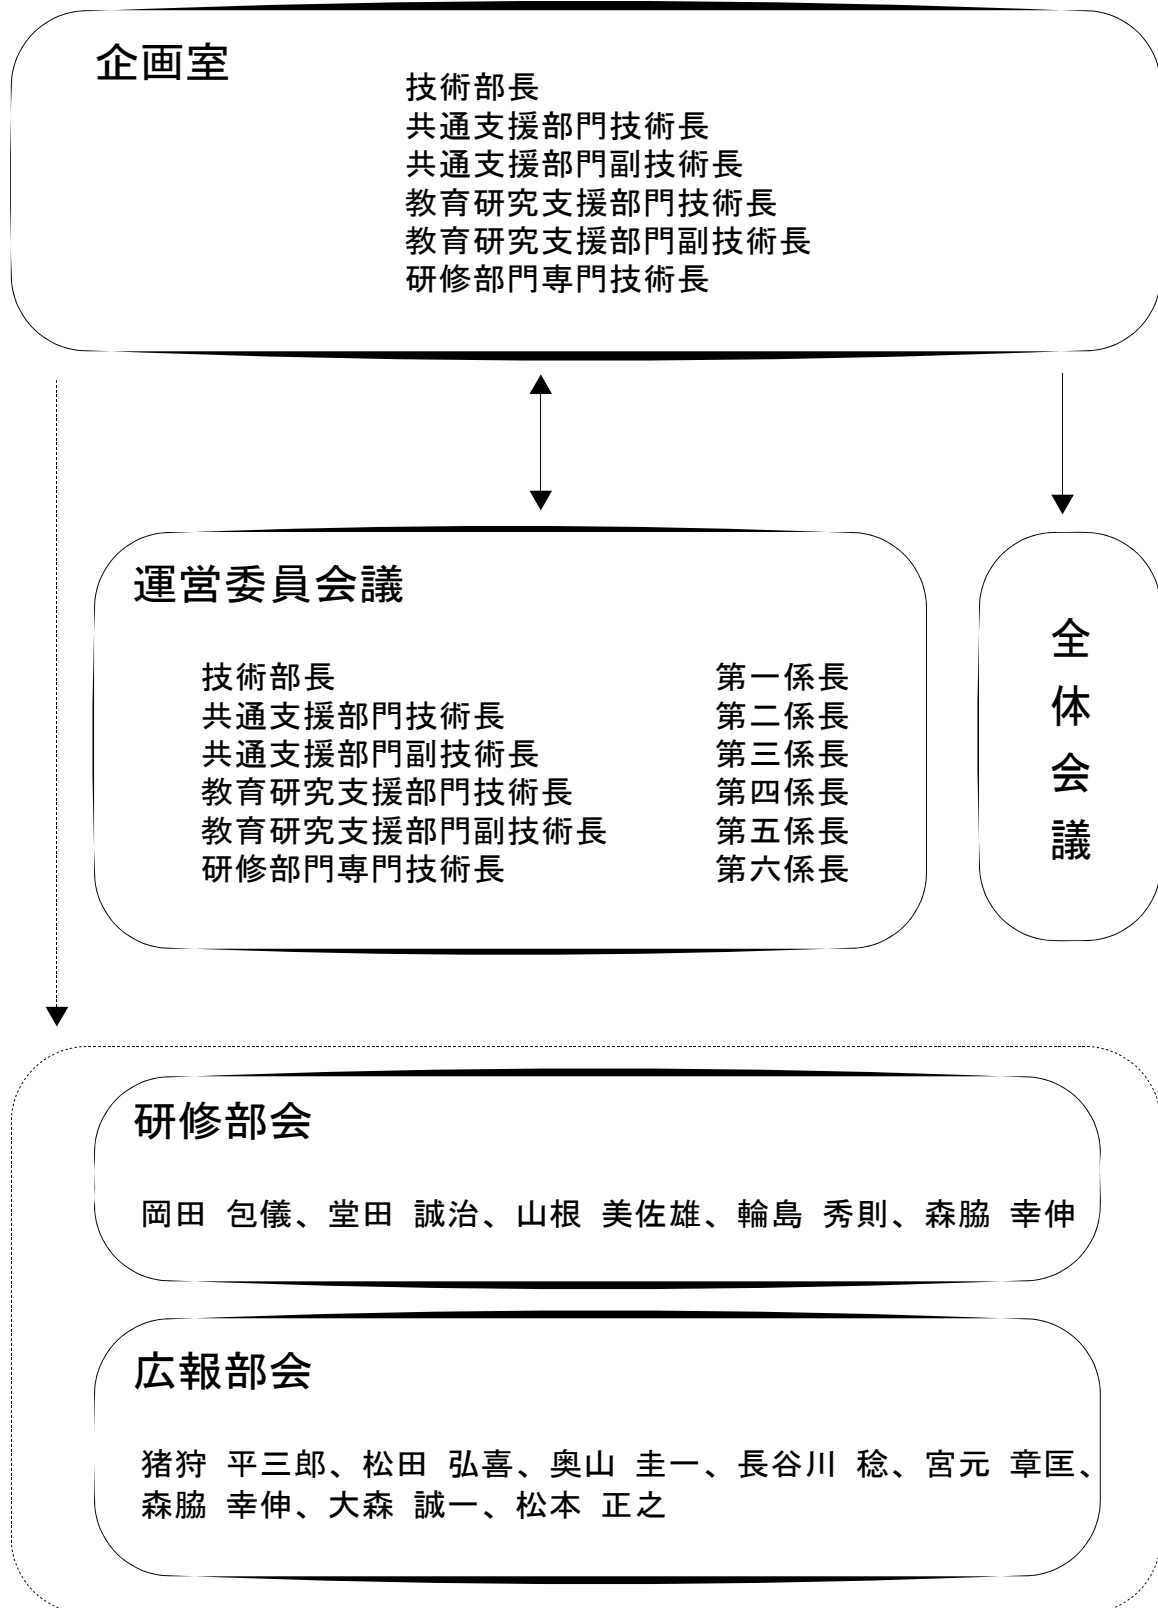 企画室
技術部長
共通支援部門技術長
共通支援部門副技術長
教育研究支援部門技術長
教育研究支援部門副技術長
研修部門専門技術長
運営委員会議
技術部長
共通支援部門技術長
共通支援部門副技術長
教育研究支援部門技術長
教育研究支援部門副技術長
研修部門専門技術長
第一係長
第二係長
第三係長
第四係長
第五係長
第六係長
全体会議
研修部会
岡田 包儀、堂田 誠治、山根 美佐雄、輪島 秀則、森脇 幸伸
広報部会
猪狩 平三郎、松田 弘喜、奥山 圭一、長谷川 稔、宮元 章匡、
森脇 幸伸、大森 誠一、松本 正之